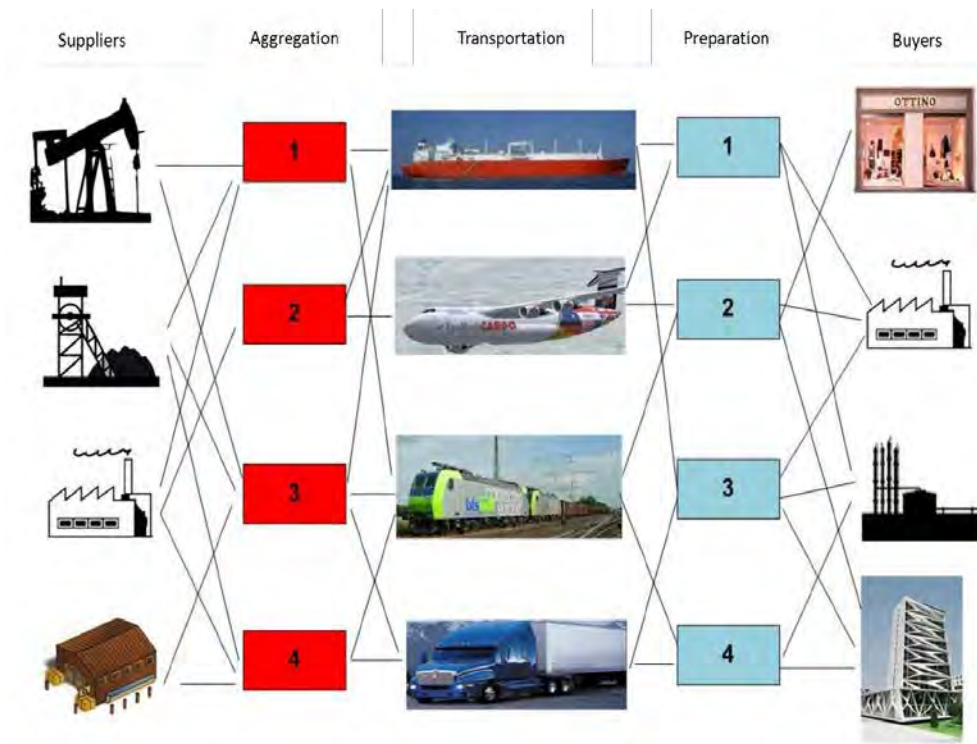 Suppliers Aggregation Transportation Preparation Buyers
OTTINO
1 1
2 CARGO 2
3 3
4 4